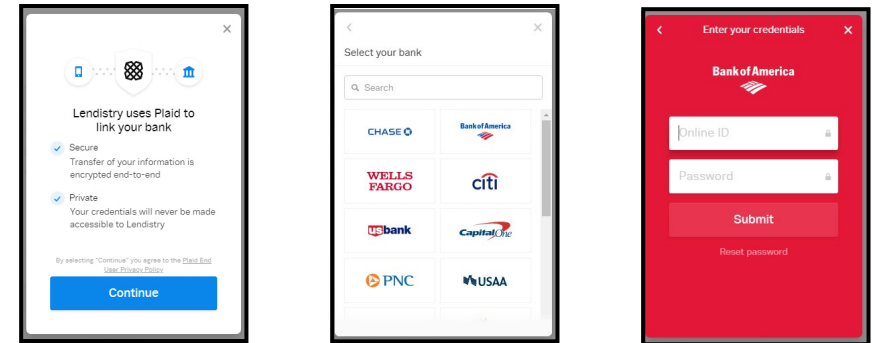 Lendistry uses Plaid to
link your bank
Secure
Transfer of your information is
encrypted end-to-end
Private
Your credentials will never be made
accessible to Lendistry
By selecting "Continue" you agree to the Plaid End
User Privacy Policy
Continue
Select your bank
Search
CHASE
Bank of America
WELLS
FARGO
citi
usbank
Capital One
PNC
USAA
Enter your credentials
Bank of America
Online ID
Password
Submit
Reset password